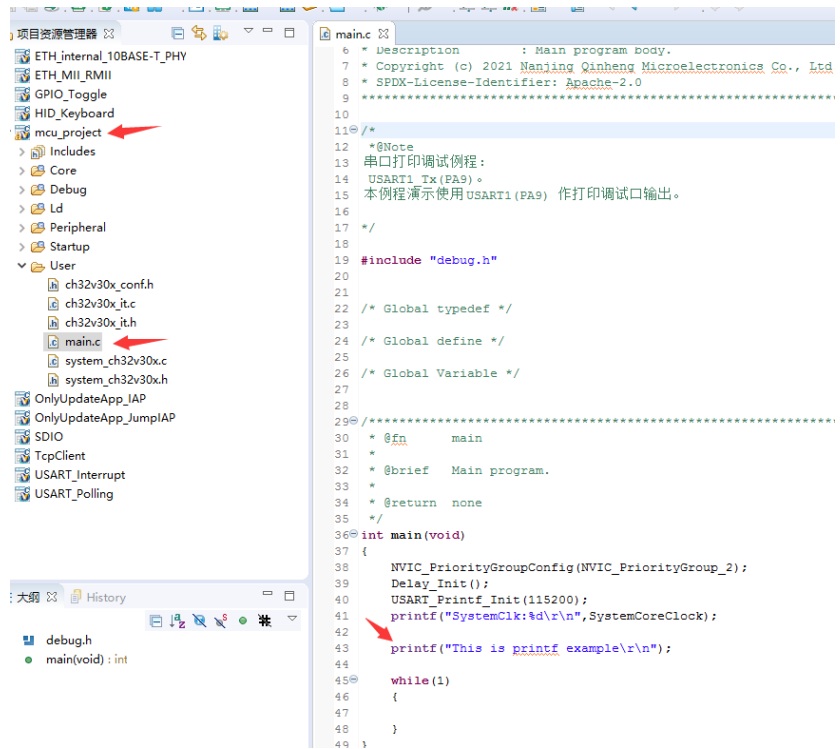 项目资源管理器
ETH_internal_10BASE-T_PHY
ETH_MII_RMII
GPIO_Toggle
HID_Keyboard
mcu_project
Includes
Core
Debug
Ld
Peripheral
Startup
User
ch32v30x_conf.h
ch32v30x_it.c
ch32v30x_it.h
main.c
system_ch32v30x.c
system_ch32v30x.h
OnlyUpdateApp_IAP
OnlyUpdateApp_JumpIAP
SDIO
TcpClient
USART_Interrupt
USART_Polling
大纲
History
debug.h
main(void) : int
main.c
6 * Description : Main program body.
7 * Copyright (c) 2021 Nanjing Qinheng Microelectronics Co., Ltd
8 * SPDX-License-Identifier: Apache-2.0
9 *******************************************************************
10
11 /*
12 *@Note
13 串口打印调试例程：
14 USART1_Tx(PA9)。
15 本例程演示使用 USART1(PA9) 作打印调试口输出。
16
17 */
18
19 #include "debug.h"
20
21
22 /* Global typedef */
23
24 /* Global define */
25
26 /* Global Variable */
27
28
29 /******************************************************************
30 * @fn main
31 *
32 * @brief Main program.
33 *
34 * @return none
35 */
36 int main(void)
37 {
38 NVIC_PriorityGroupConfig(NVIC_PriorityGroup_2);
39 Delay_Init();
40 USART_Printf_Init(115200);
41 printf("SystemClk:%d\r\n",SystemCoreClock);
42
43 printf("This is printf example\r\n");
44
45 while(1)
46 {
47
48 }
49 }